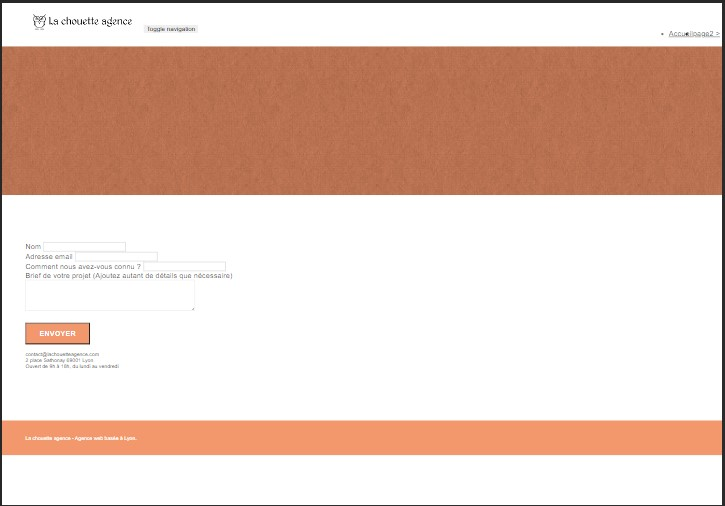 La chouette agence
Toggle navigation
Accueil
page2 >
Nom
Adresse email
Comment nous avez-vous connu ?
Brief de votre projet (Ajoutez autant de détails que nécessaire)
ENVOYER
contact@lachouetteagence.com
2 place Sathonay 69001 Lyon
Ouvert de 9h à 18h, du lundi au vendredi
La chouette agence - Agence web basée à Lyon.